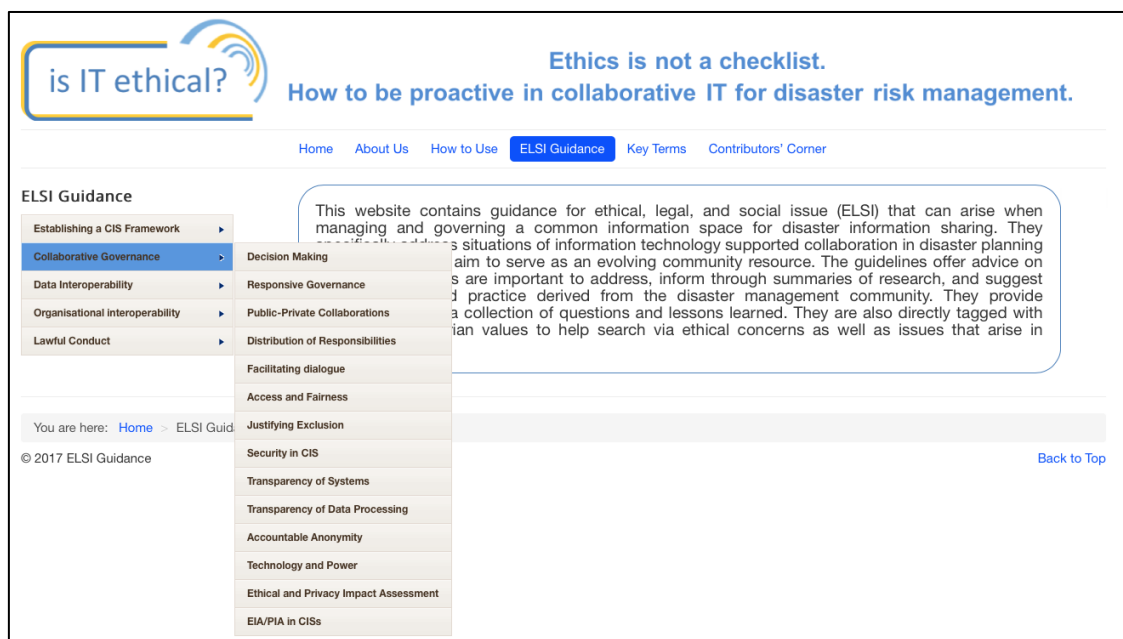 is IT ethical?
Ethics is not a checklist.
How to be proactive in collaborative IT for disaster risk management.
Home About Us How to Use ELSI Guidance Key Terms Contributors' Corner
ELSI Guidance
Establishing a CIS Framework
Collaborative Governance
Data Interoperability
Organisational interoperability
Lawful Conduct
Decision Making
Responsive Governance
Public-Private Collaborations
Distribution of Responsibilities
Facilitating dialogue
Access and Fairness
Justifying Exclusion
Security in CIS
Transparency of Systems
Transparency of Data Processing
Accountable Anonymity
Technology and Power
Ethical and Privacy Impact Assessment
EIA/PIA in CISs
This website contains guidance for ethical, legal, and social issue (ELSI) that can arise when
managing and governing a common information space for disaster information sharing. They
situations of information technology supported collaboration in disaster planning
aim to serve as an evolving community resource. The guidelines offer advice on
are important to address, inform through summaries of research, and suggest
practice derived from the disaster management community. They provide
a collection of questions and lessons learned. They are also directly tagged with
values to help search via ethical concerns as well as issues that arise in
You are here: Home > ELSI
© 2017 ELSI Guidance
Back to Top